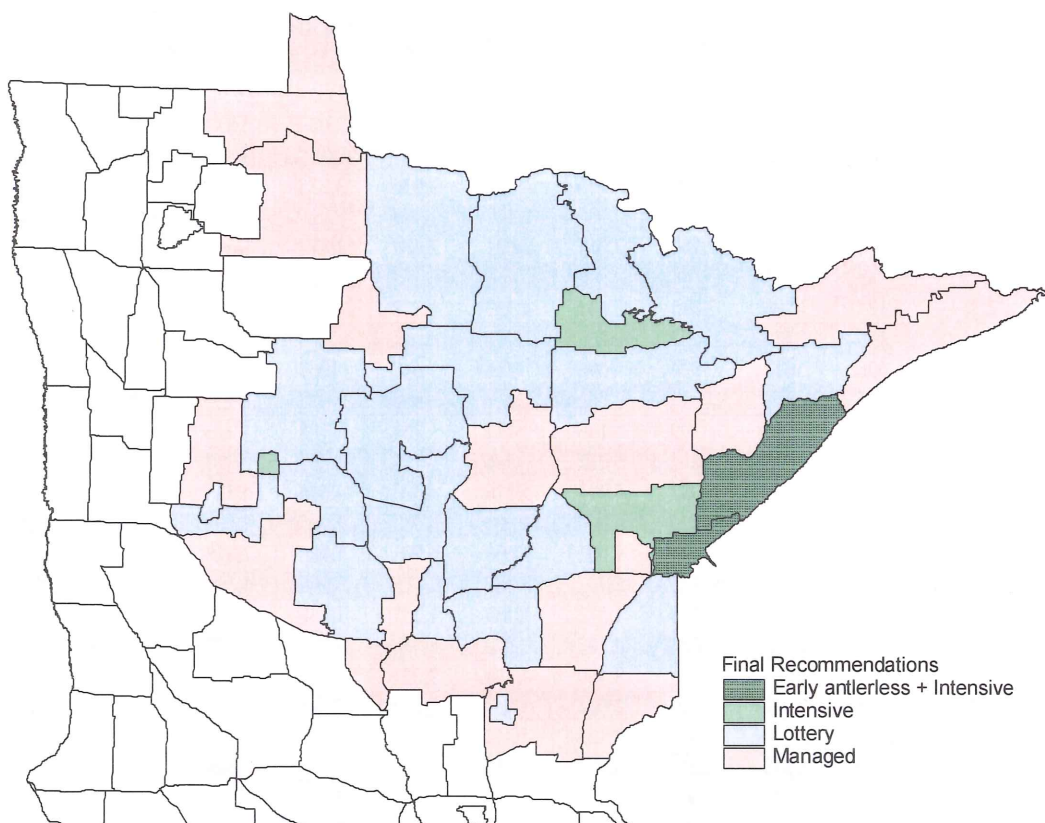 Final Recommendations
Early antlerless + Intensive
Intensive
Lottery
Managed